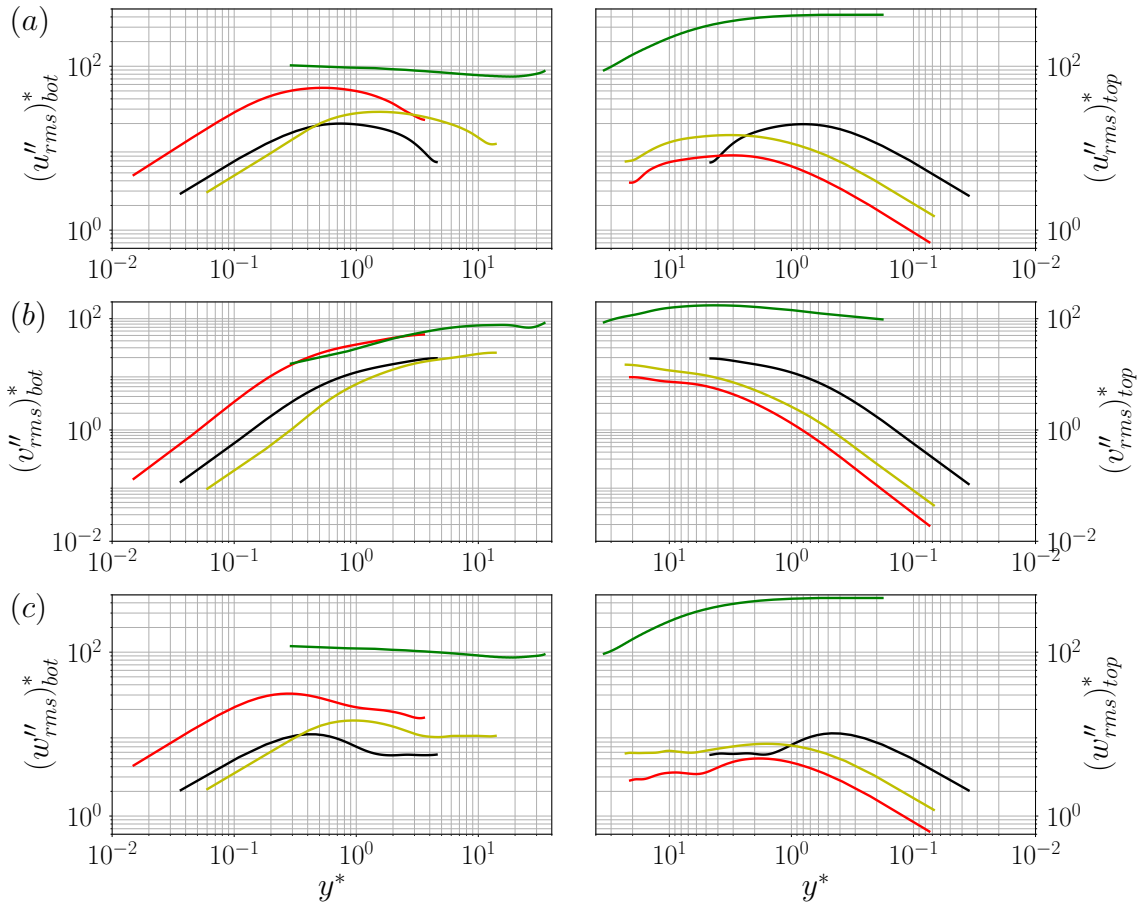 (a)
(u''_{rms})^*_{bot}
10^2
10^0
10^{-2} 10^{-1} 10^0 10^1
10^1 10^0 10^{-1} 10^{-2}
10^2
10^0
(u''_{rms})^*_{top}
(b)
(v''_{rms})^*_{bot}
10^2
10^0
10^{-2}
10^{-2} 10^{-1} 10^0 10^1
10^1 10^0 10^{-1} 10^{-2}
10^2
10^0
10^{-2}
(v''_{rms})^*_{top}
(c)
(w''_{rms})^*_{bot}
10^2
10^0
10^{-2} 10^{-1} 10^0 10^1
y^*
10^1 10^0 10^{-1} 10^{-2}
y^*
10^2
10^0
(w''_{rms})^*_{top}